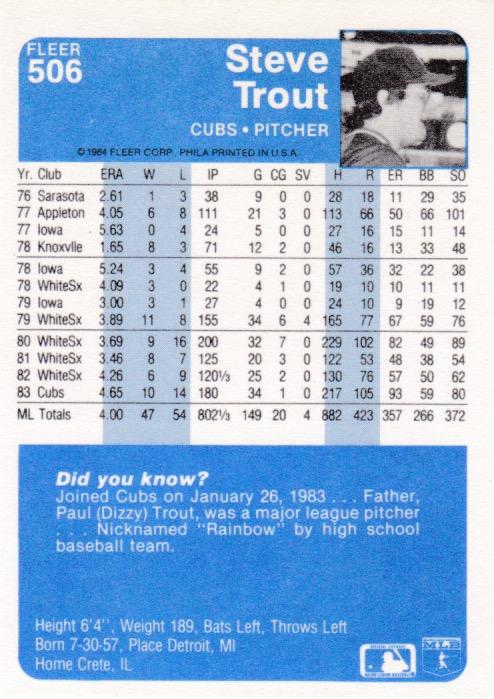 FLEER
506
Steve
Trout
CUBS • PITCHER
© 1984 FLEER CORP. PHILA PRINTED IN U.S.A.
Yr. Club ERA W L IP G CG SV H R ER BB SO
76 Sarasota 2.61 1 3 38 9 0 0 28 18 11 29 35
77 Appleton 4.05 6 8 111 21 3 0 113 66 50 66 101
77 Iowa 5.63 0 4 24 5 0 0 27 16 15 11 14
78 Knoxvlle 1.65 8 3 71 12 2 0 46 16 13 33 48
78 Iowa 5.24 3 4 55 9 2 0 57 36 32 22 38
78 WhiteSx 4.09 3 0 22 4 1 0 19 10 10 11 11
79 Iowa 3.00 3 1 27 4 0 0 24 10 9 19 12
79 WhiteSx 3.89 11 8 155 34 6 4 165 77 67 59 76
80 WhiteSx 3.69 9 16 200 32 7 0 229 102 82 49 89
81 WhiteSx 3.46 8 7 125 20 3 0 122 53 48 38 54
82 WhiteSx 4.26 6 9 120⅓ 25 2 0 130 76 57 50 62
83 Cubs 4.65 10 14 180 34 1 0 217 105 93 59 80
ML Totals 4.00 47 54 802⅓ 149 20 4 882 423 357 266 372
Did you know?
Joined Cubs on January 26, 1983 . . . Father,
Paul (Dizzy) Trout, was a major league pitcher
. . . Nicknamed "Rainbow" by high school
baseball team.
Height 6'4'', Weight 189, Bats Left, Throws Left
Born 7-30-57, Place Detroit, MI
Home Crete, IL